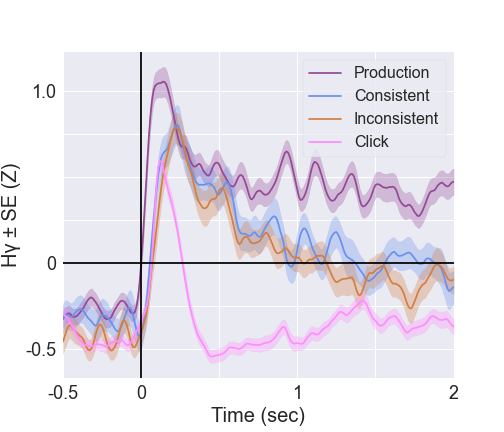 Production
Consistent
Inconsistent
Click
1.0
0
-0.5
Hγ ± SE (Z)
-0.5 0 1 2
Time (sec)